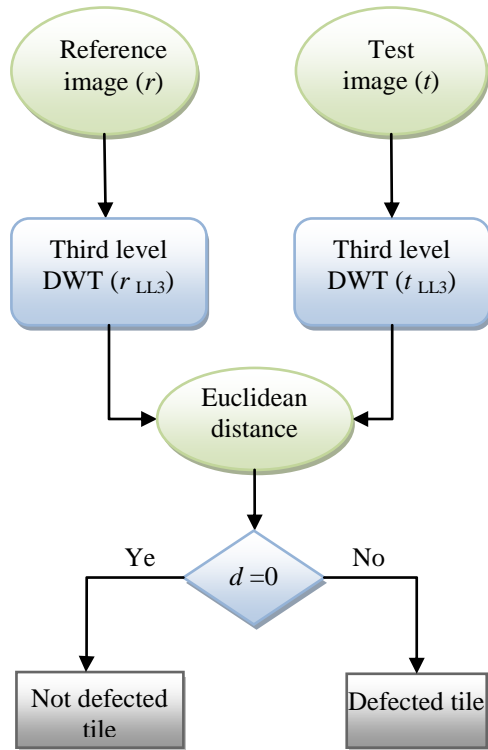 Reference
image (r)
Test
image (t)
Third level
DWT (r LL3)
Third level
DWT (t LL3)
Euclidean
distance
d =0
Ye
No
Not defected
tile
Defected tile